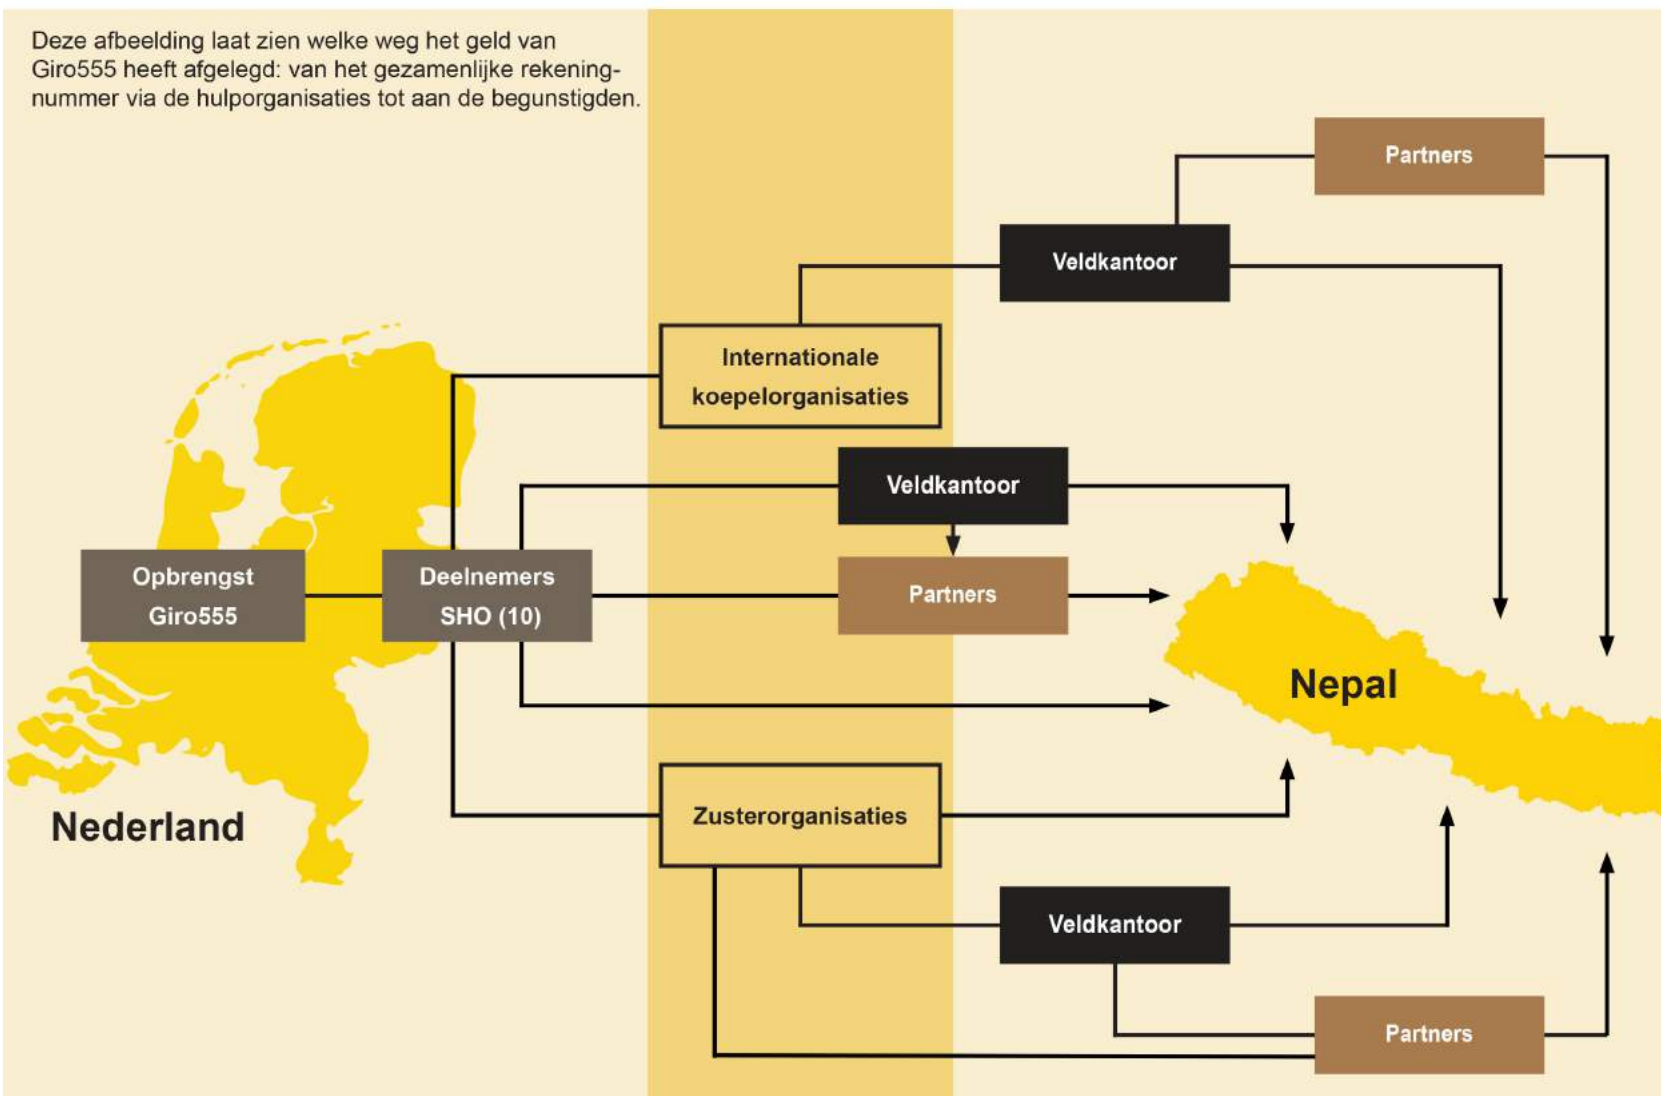 Deze afbeelding laat zien welke weg het geld van
Giro555 heeft afgelegd: van het gezamenlijke rekening-
nummer via de hulporganisaties tot aan de begunstigden.
Partners
Veldkantoor
Internationale
koepelorganisaties
Veldkantoor
Opbrengst
Giro555
Deelnemers
SHO (10)
Partners
Nepal
Zusterorganisaties
Nederland
Veldkantoor
Partners